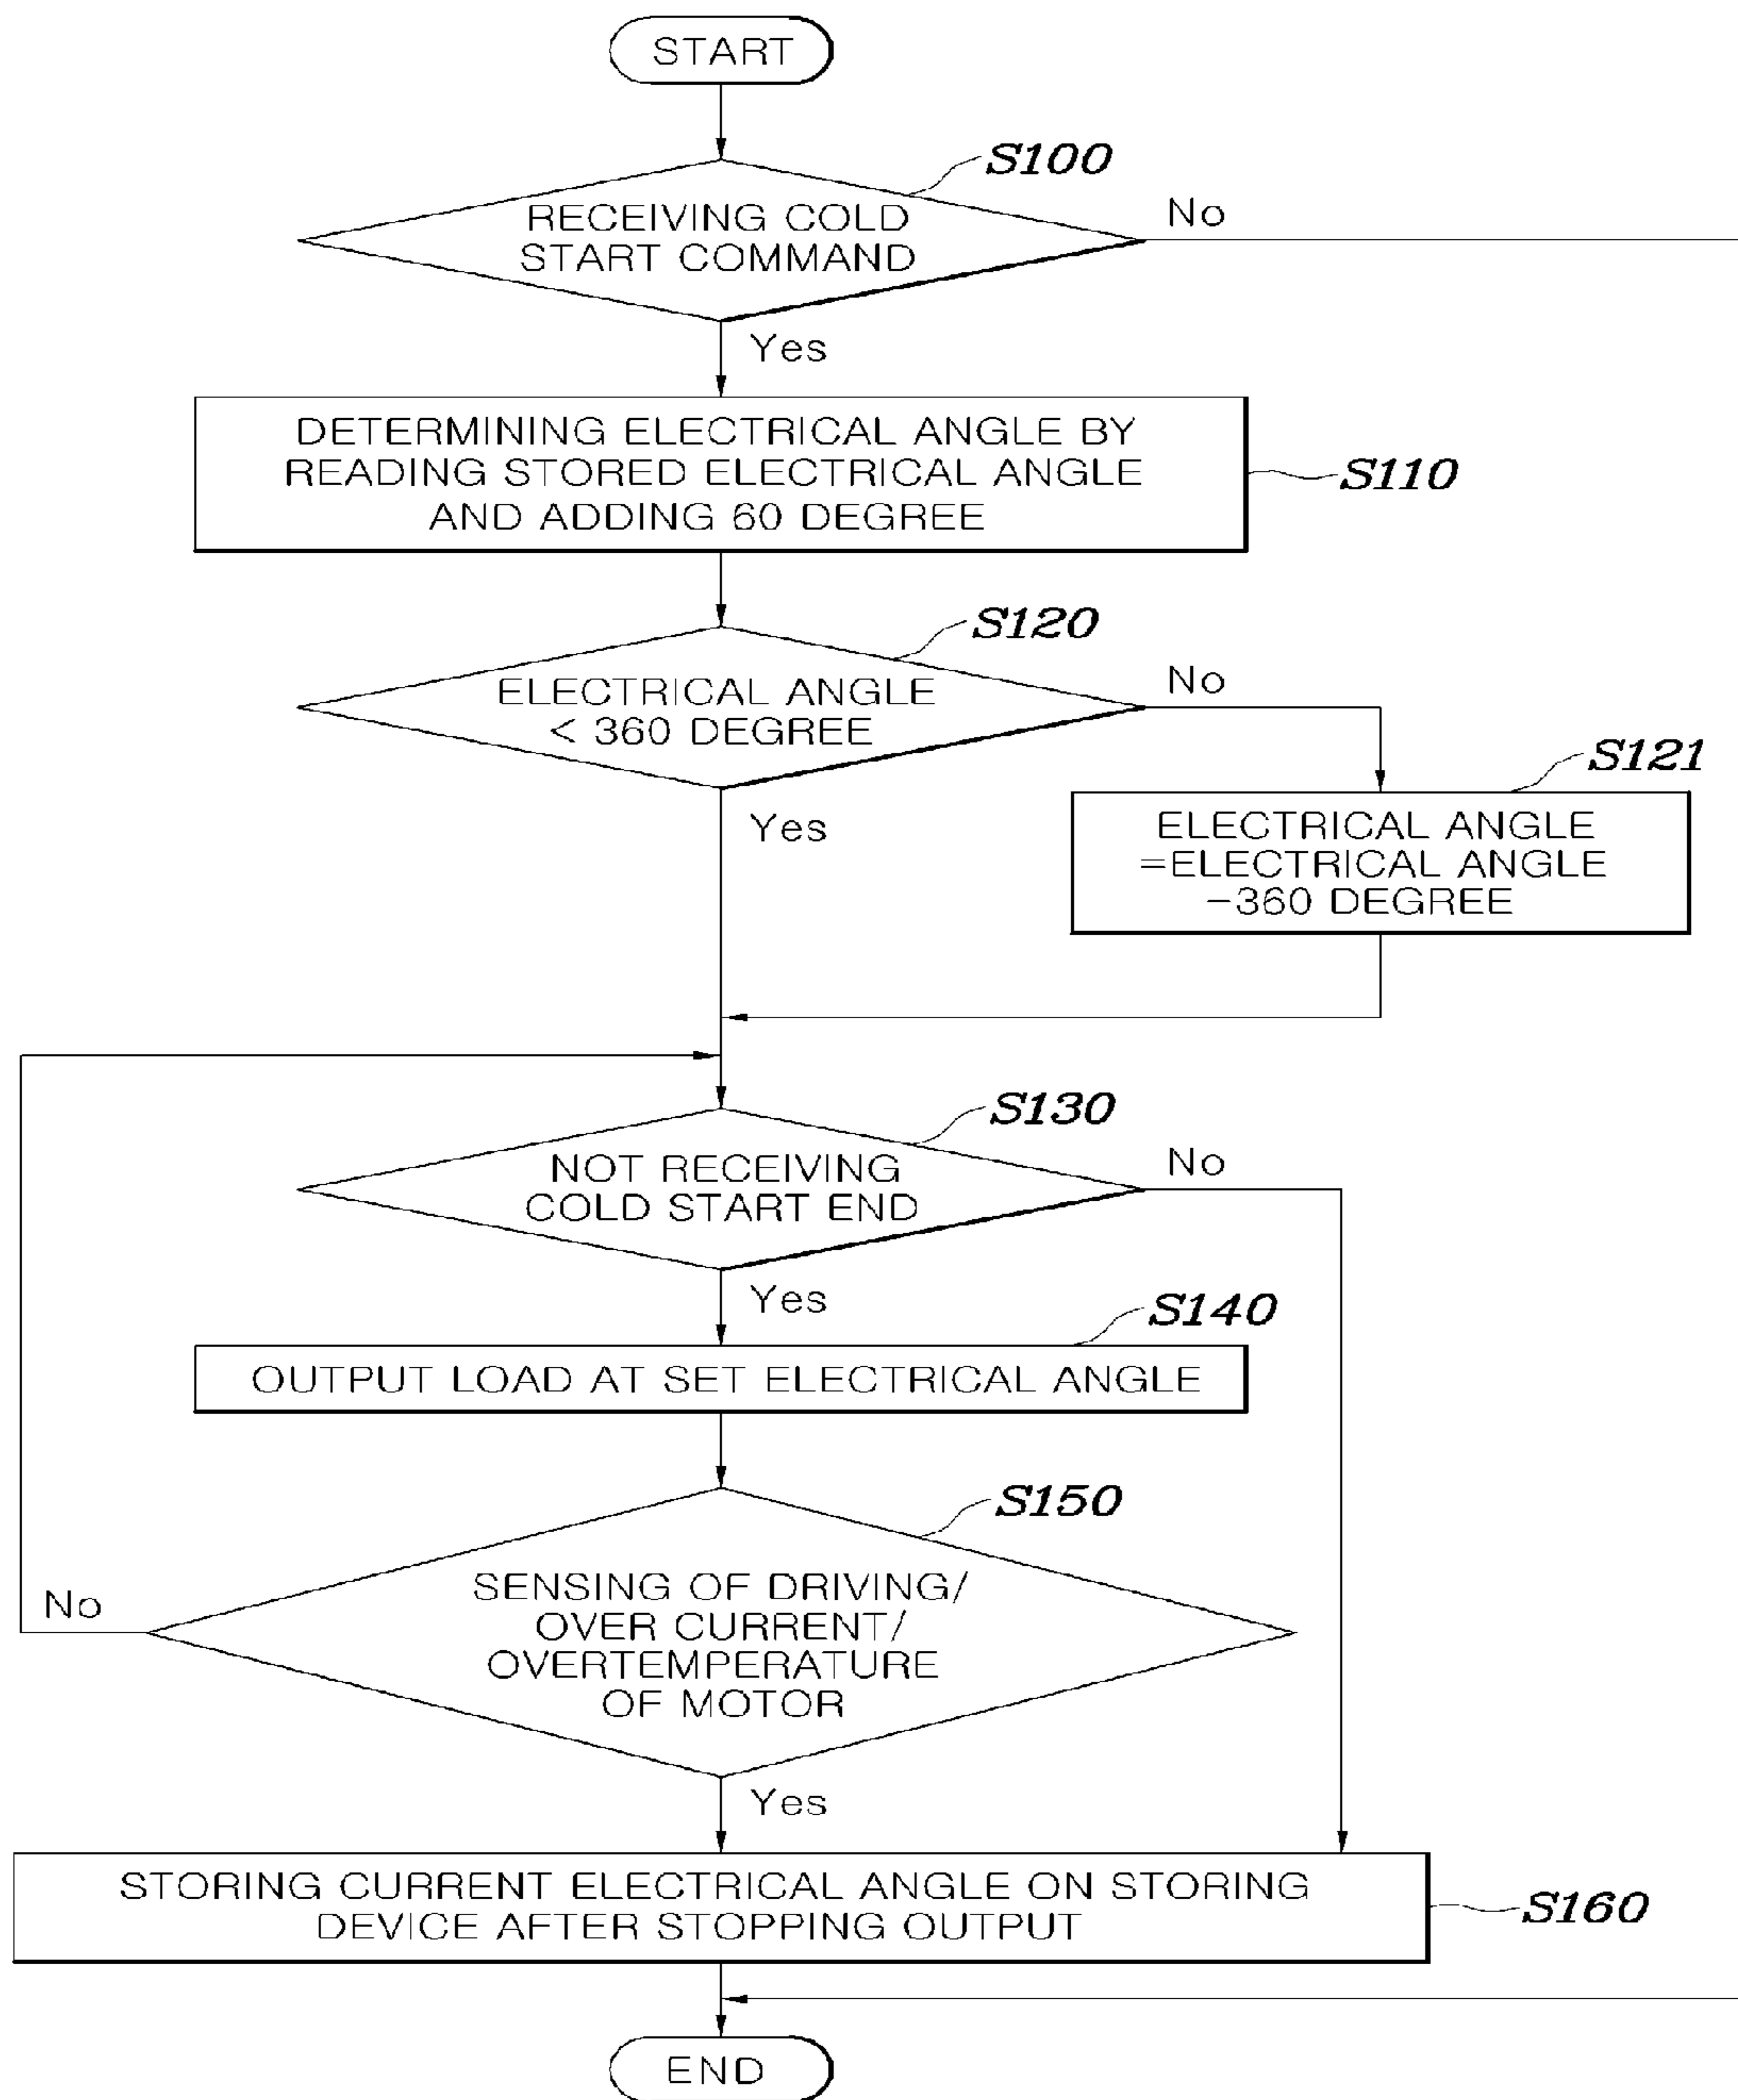 START
S100
RECEIVING COLD
START COMMAND
No
Yes
DETERMINING ELECTRICAL ANGLE BY
READING STORED ELECTRICAL ANGLE
AND ADDING 60 DEGREE
S110
S120
ELECTRICAL ANGLE
< 360 DEGREE
No
Yes
S121
ELECTRICAL ANGLE
=ELECTRICAL ANGLE
-360 DEGREE
S130
NOT RECEIVING
COLD START END
No
Yes
S140
OUTPUT LOAD AT SET ELECTRICAL ANGLE
S150
SENSING OF DRIVING/
OVER CURRENT/
OVERTEMPERATURE
OF MOTOR
No
Yes
STORING CURRENT ELECTRICAL ANGLE ON STORING
DEVICE AFTER STOPPING OUTPUT
S160
END